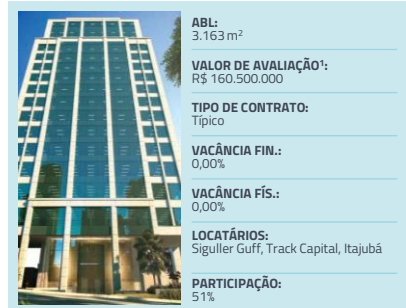 ABL:
3.163 m²
VALOR DE AVALIAÇÃO¹:
R$ 160.500.000
TIPO DE CONTRATO:
Típico
VACÂNCIA FIN.:
0,00%
VACÂNCIA FÍS.:
0,00%
LOCATÁRIOS:
Siguller Guff, Track Capital, Itajubá
PARTICIPAÇÃO:
51%